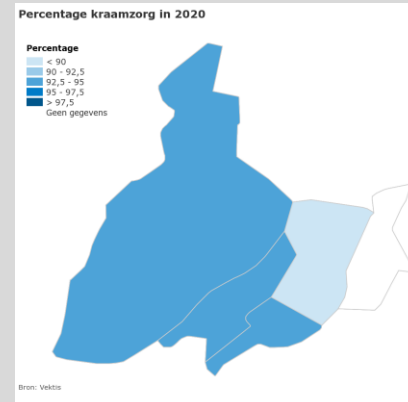 Percentage kraamzorg in 2020
Percentage
< 90
90 - 92,5
92,5 - 95
95 - 97,5
> 97,5
Geen gegevens
Bron: Vektis